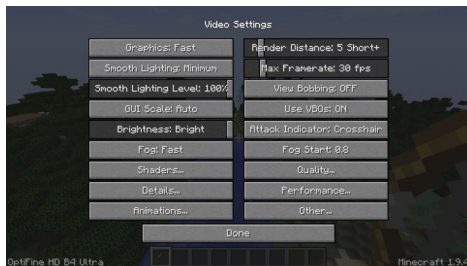 Video Settings
Graphics: Fast
Render Distance: 5 Short+
Smooth Lighting: Minimum
Max Framerate: 30 fps
Smooth Lighting Level: 100%
View Bobbing: OFF
GUI Scale: Auto
Use VBOs: ON
Brightness: Bright
Attack Indicator: Crosshair
Fog: Fast
Fog Start: 0.8
Shaders...
Quality...
Details...
Performance...
Animations...
Other...
Done
OptiFine HD B4 Ultra
Minecraft 1.9.4